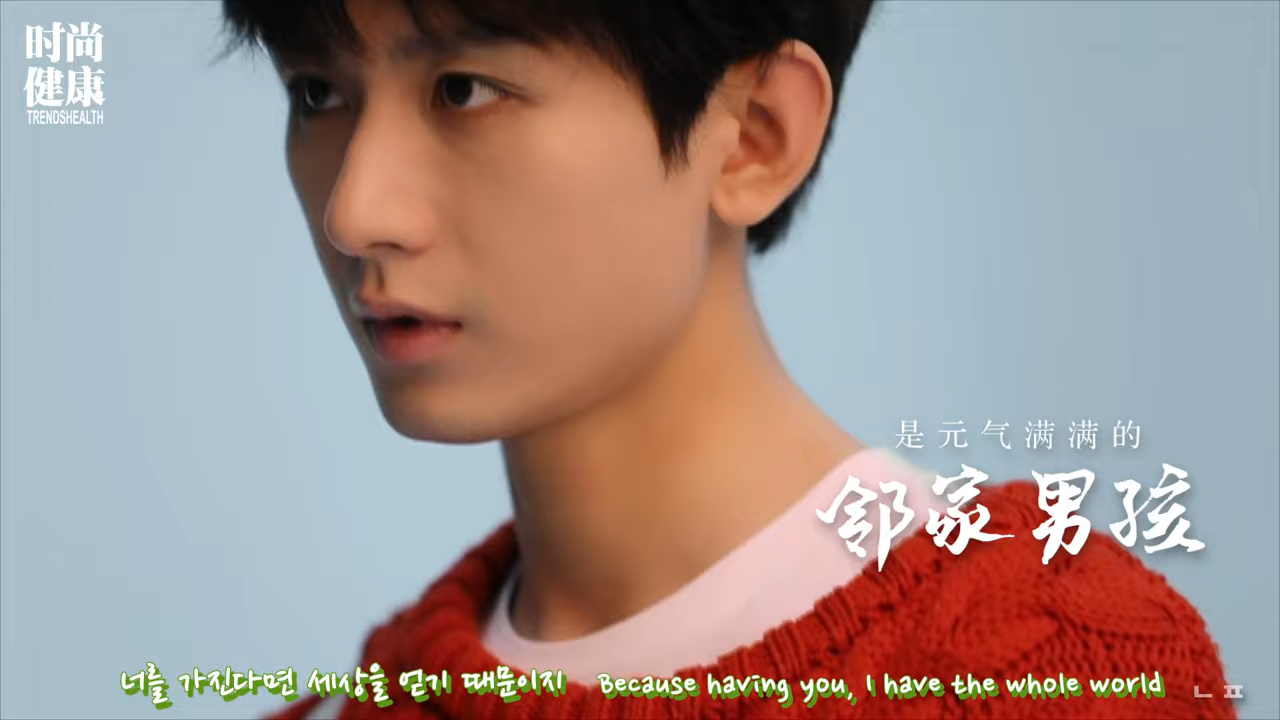 时尚
健康
TRENDSHEALTH
是元气满满的
邻家男孩
너를 가진다면 세상을 얻기 때문이지 Because having you, I have the whole world
ㄴㅍ